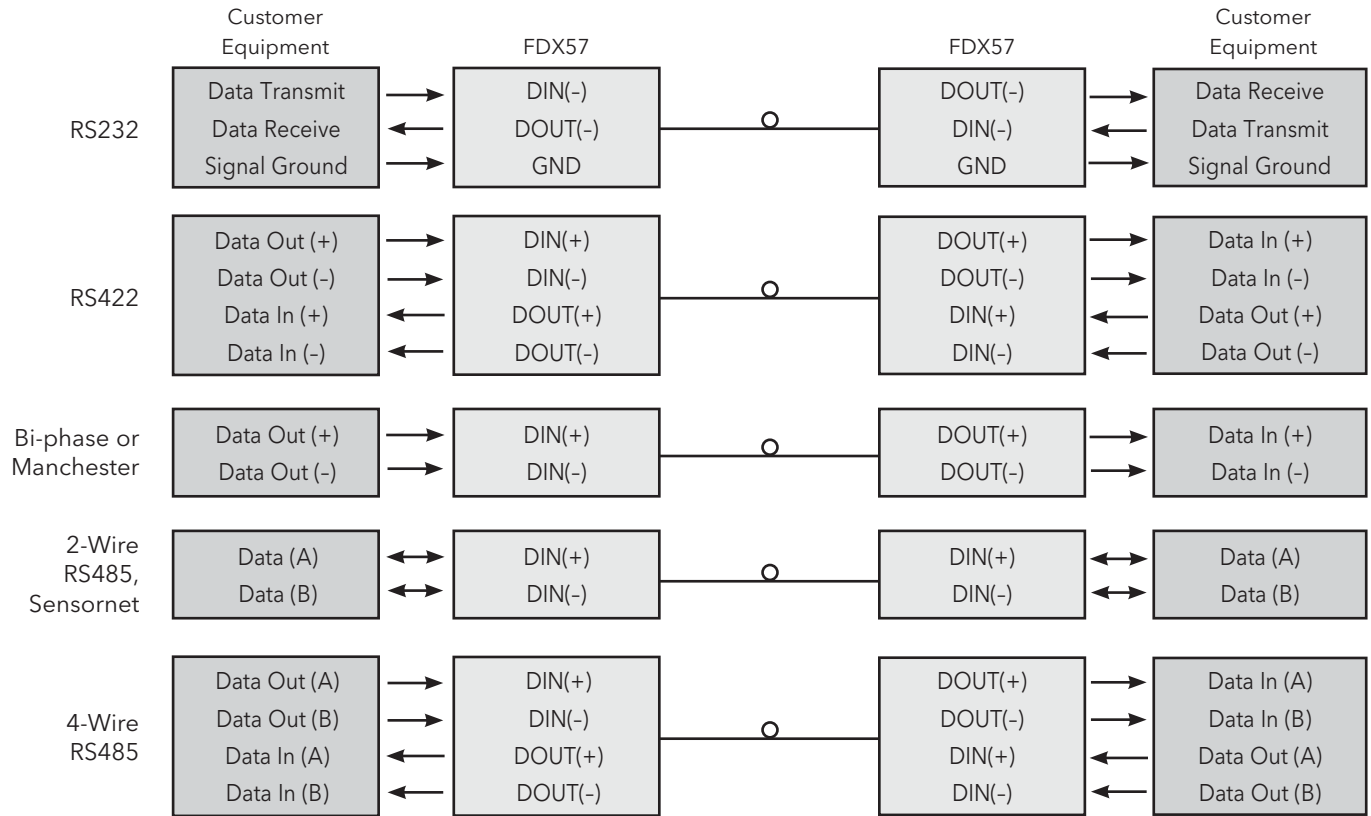 Customer
Equipment
FDX57
FDX57
Customer
Equipment
RS232
Data Transmit
Data Receive
Signal Ground
DIN(–)
DOUT(–)
GND
DOUT(–)
DIN(–)
GND
Data Receive
Data Transmit
Signal Ground
RS422
Data Out (+)
Data Out (–)
Data In (+)
Data In (–)
DIN(+)
DIN(–)
DOUT(+)
DOUT(–)
DOUT(+)
DOUT(–)
DIN(+)
DIN(–)
Data In (+)
Data In (–)
Data Out (+)
Data Out (–)
Bi-phase or
Manchester
Data Out (+)
Data Out (–)
DIN(+)
DIN(–)
DOUT(+)
DOUT(–)
Data In (+)
Data In (–)
2-Wire
RS485,
Sensornet
Data (A)
Data (B)
DIN(+)
DIN(–)
DIN(+)
DIN(–)
Data (A)
Data (B)
4-Wire
RS485
Data Out (A)
Data Out (B)
Data In (A)
Data In (B)
DIN(+)
DIN(–)
DOUT(+)
DOUT(–)
DOUT(+)
DOUT(–)
DIN(+)
DIN(–)
Data In (A)
Data In (B)
Data Out (A)
Data Out (B)